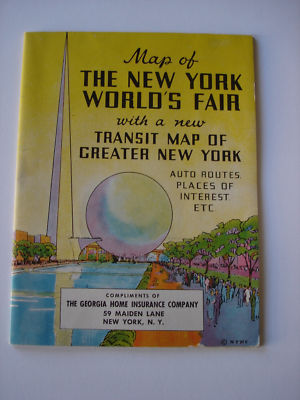 Map of
THE NEW YORK
WORLD'S FAIR
with a new
TRANSIT MAP OF
GREATER NEW YORK
AUTO ROUTES
PLACES OF
INTEREST
ETC
COMPLIMENTS OF
THE GEORGIA HOME INSURANCE COMPANY
59 MAIDEN LANE
NEW YORK, N. Y.
© N Y W F